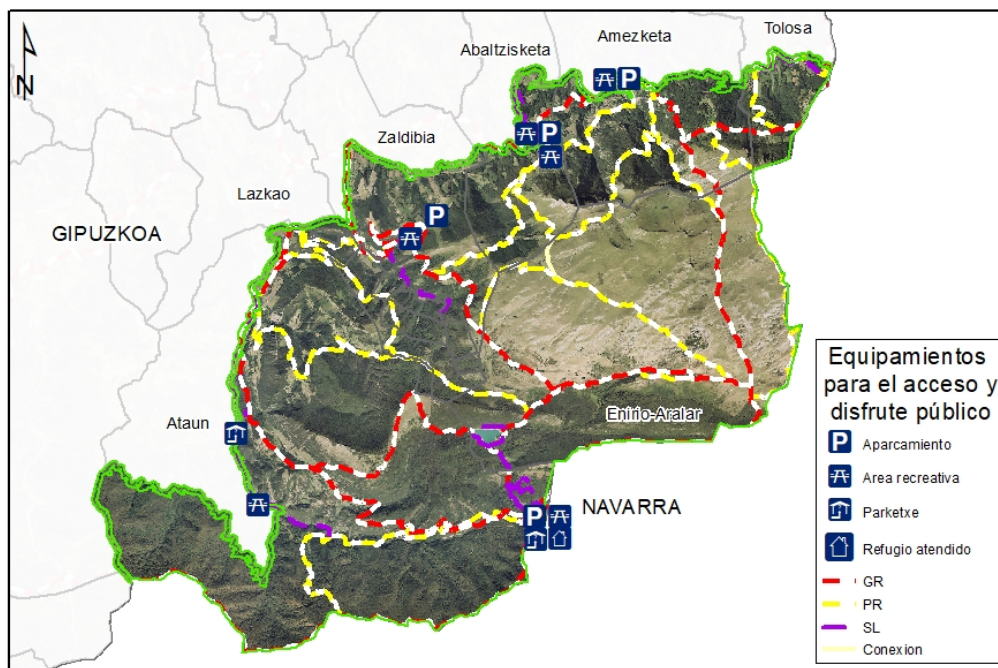 Tolosa
Amezketa
Abaltzisketa
Zaldibia
Lazkao
GIPUZKOA
Ataun
Enirio-Aralar
NAVARRA
N
P
P
P
P
Equipamientos
para el acceso y
disfrute público
P Aparcamiento
Area recreativa
Parketxe
Refugio atendido
GR
PR
SL
Conexion